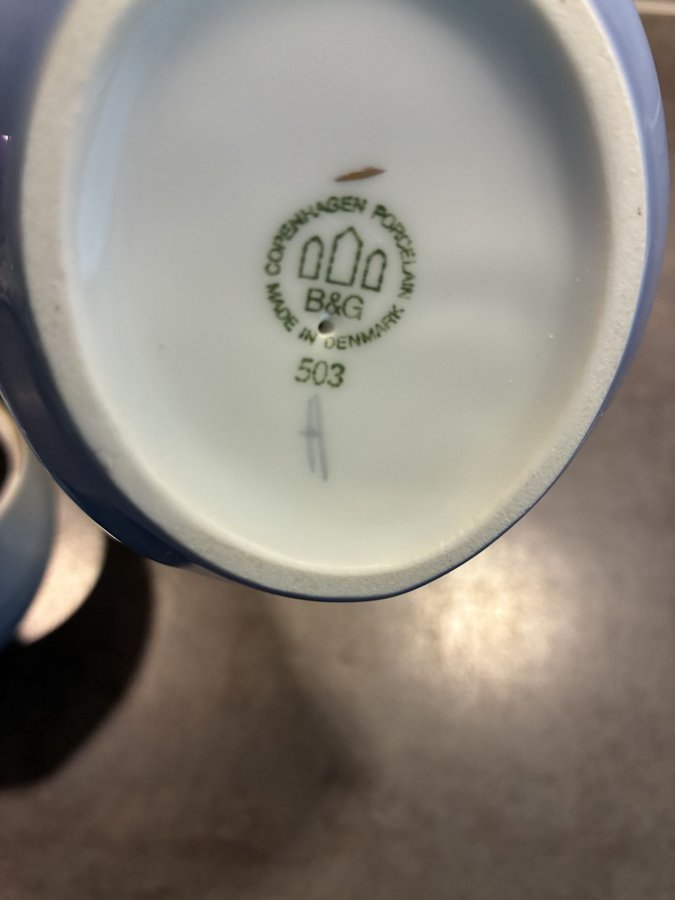 COPENHAGEN PORCELAIN
B&G
MADE IN DENMARK
503
H